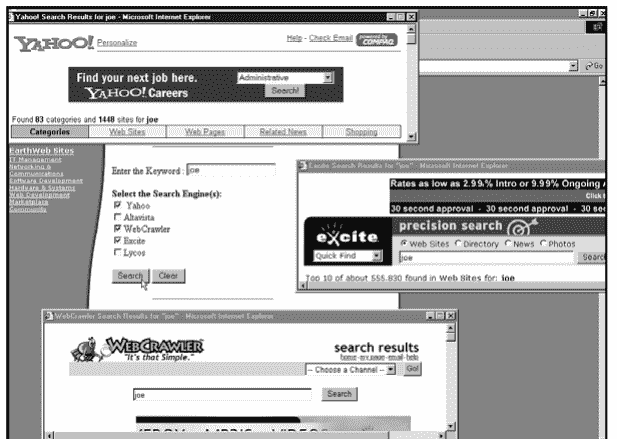 Yahoo! Search Results for joe - Microsoft Internet Explorer
YAHOO! Personalize
Help - Check Email
powered by COMPAQ
Find your next job here.
YAHOO! Careers
Administrative
Search!
Found 83 categories and 1448 sites for joe
Categories Web Sites Web Pages Related News Shopping
Go
EarthWeb Sites
IT Management
Networking &
Communications
Software Development
Hardware & Systems
Web Development
Marketplace
Community
Enter the Keyword : joe
Select the Search Engine(s):
Yahoo
Altavista
WebCrawler
Excite
Lycos
Search Clear
Excite Search Results for "joe" - Microsoft Internet Explorer
Rates as low as 2.99% Intro or 9.99% Ongoing
Click t
30 second approval - 30 second approval - 30 sec
excite
precision search
Web Sites Directory News Photos
Quick Find
joe
Search
Top 10 of about 555,830 found in Web Sites for: joe
WebCrawler Search Results for "joe" - Microsoft Internet Explorer
WEBCRAWLER
"It's that Simple."
search results
-- Choose a Channel --
Go!
joe
Search